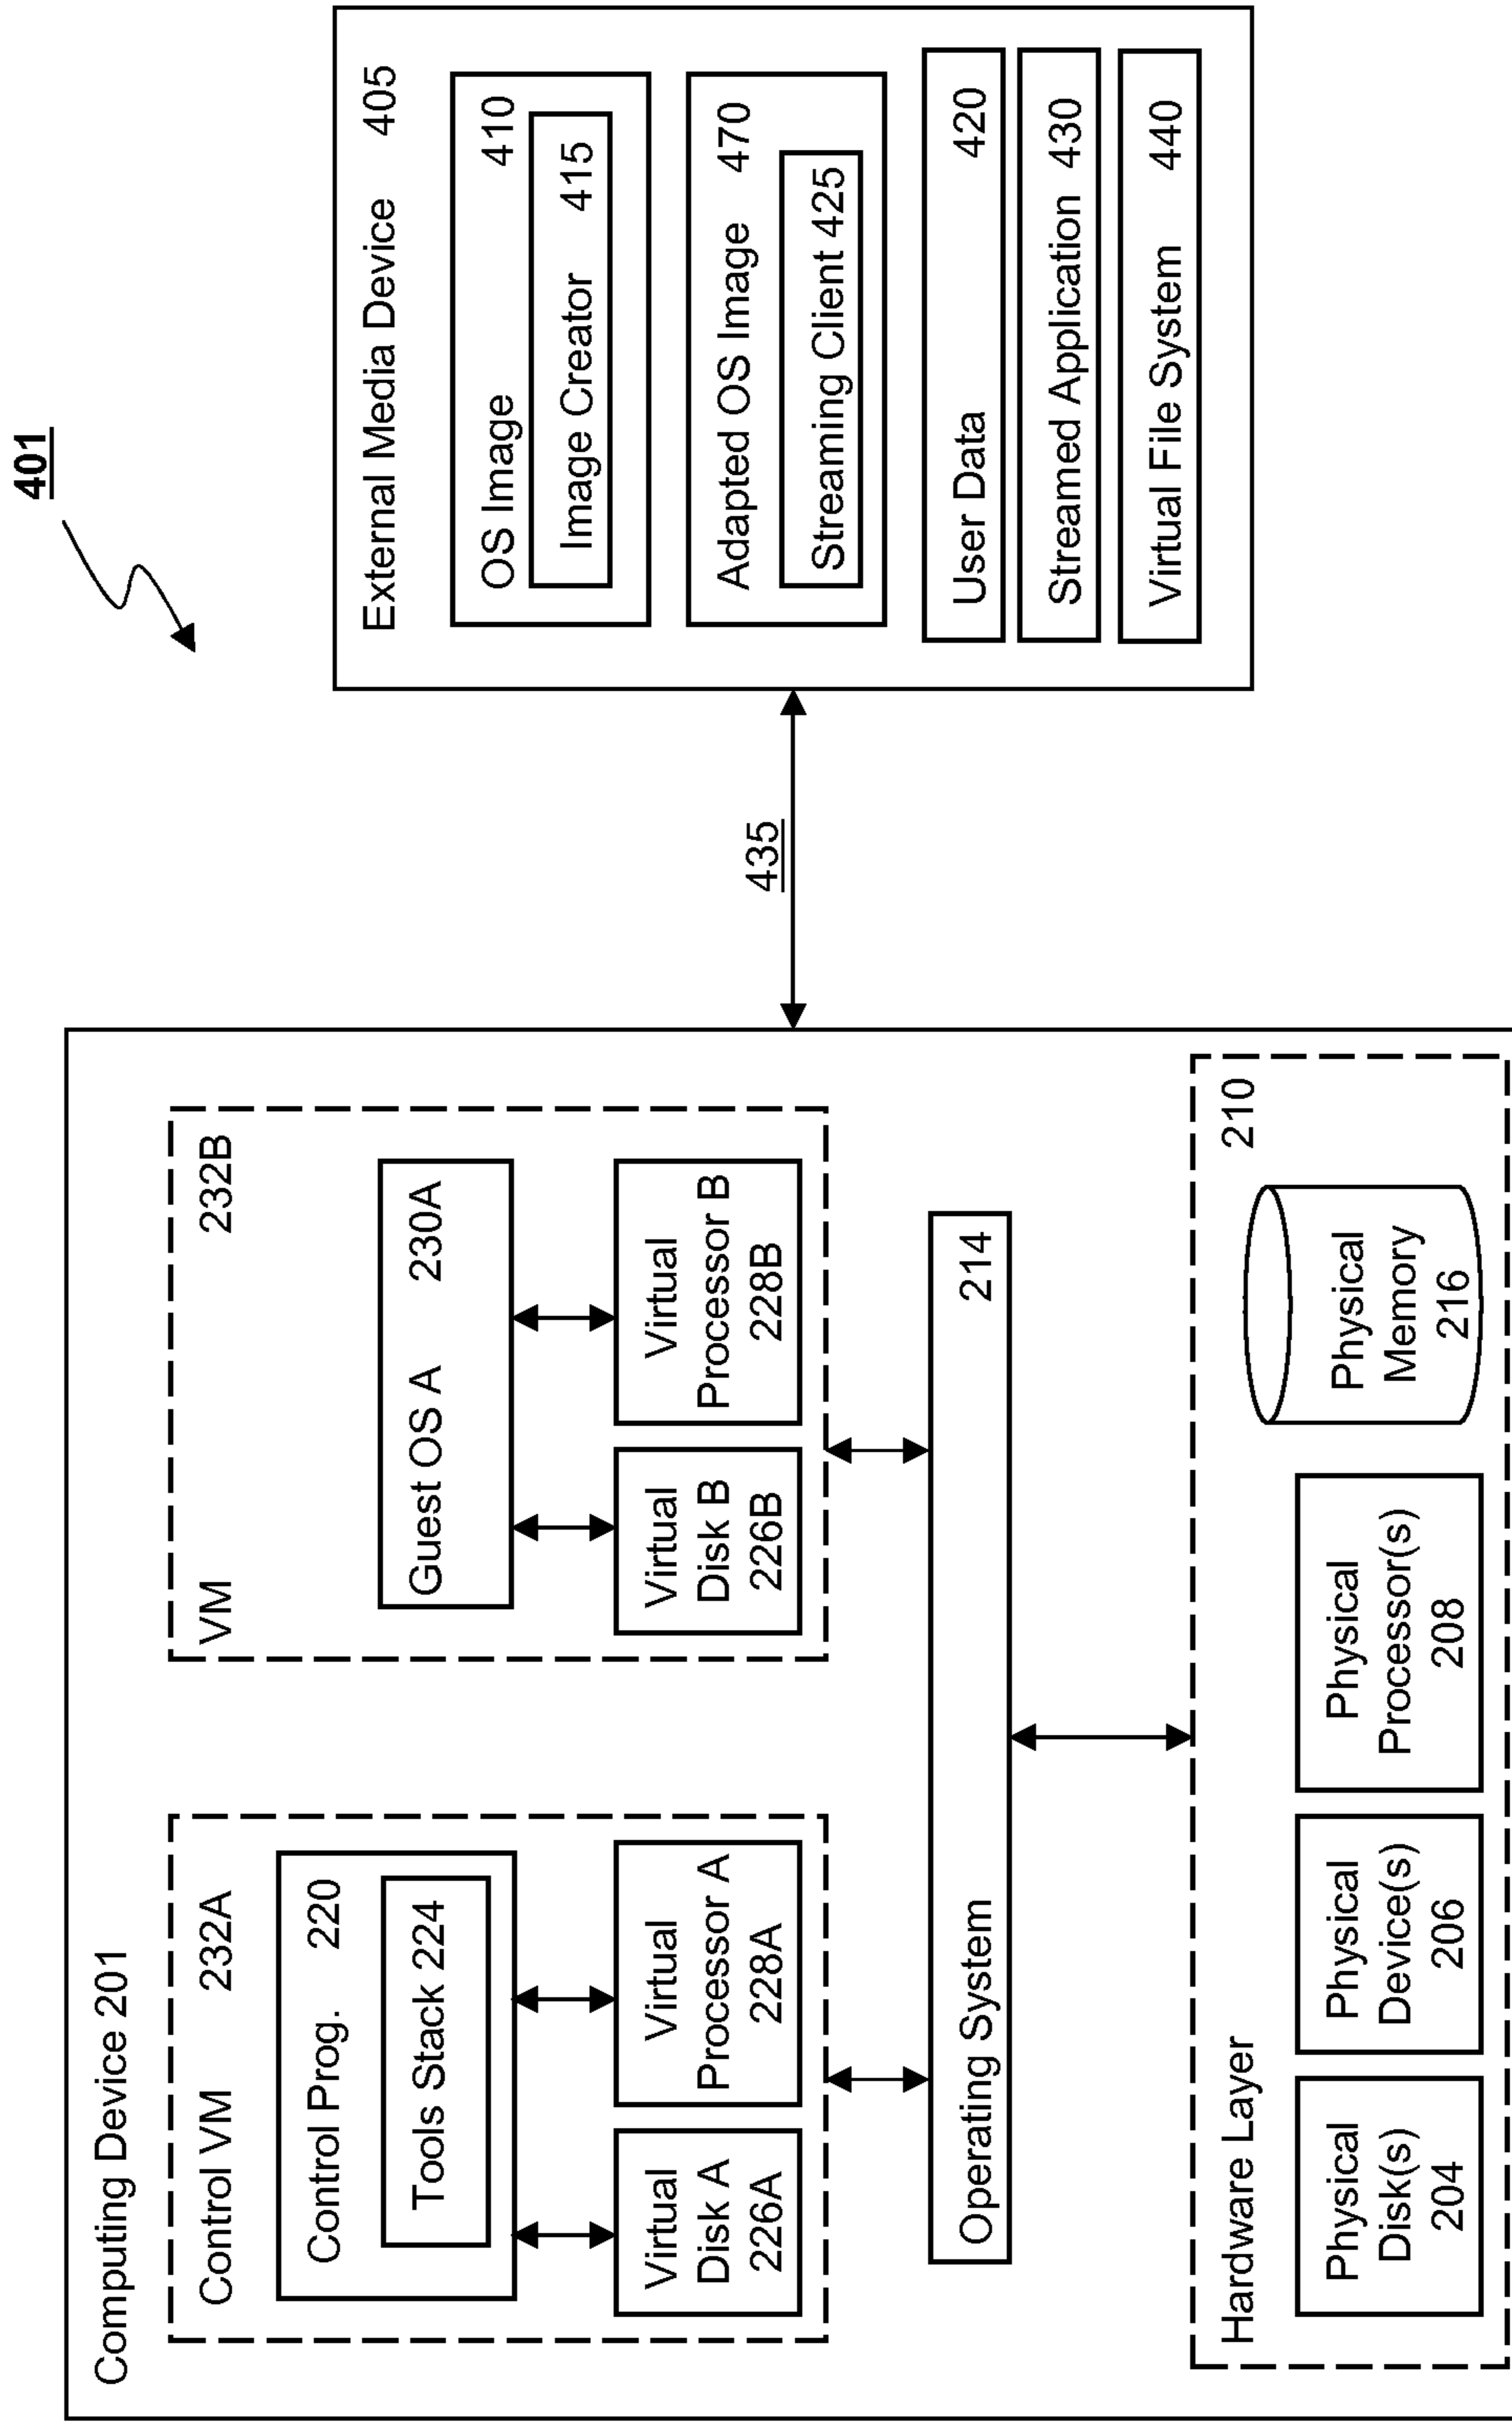 401
Computing Device 201
Control VM 232A
Control Prog. 220
Tools Stack 224
Virtual
Disk A
226A
Virtual
Processor A
228A
VM 232B
Guest OS A 230A
Virtual
Disk B
226B
Virtual
Processor B
228B
Operating System 214
Hardware Layer 210
Physical
Disk(s)
204
Physical
Device(s)
206
Physical
Processor(s)
208
Physical
Memory
216
435
External Media Device 405
OS Image 410
Image Creator 415
Adapted OS Image 470
Streaming Client 425
User Data 420
Streamed Application 430
Virtual File System 440